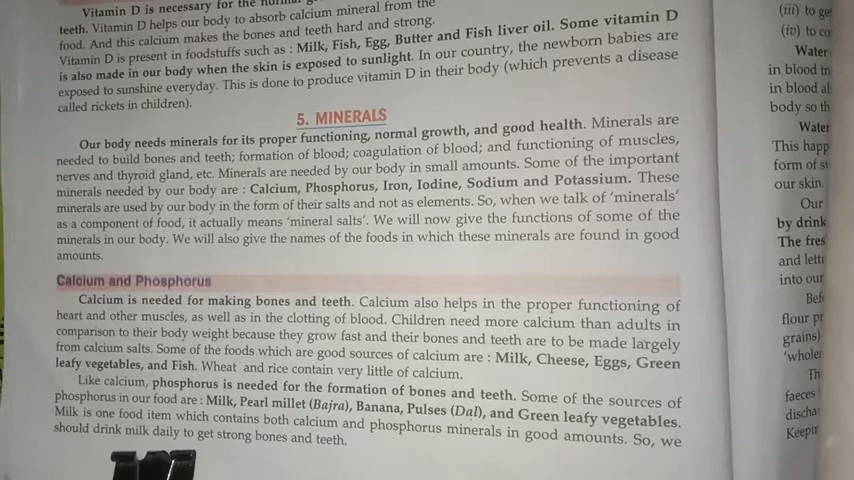 Vitamin D is necessary for the
teeth. Vitamin D helps our body to absorb calcium mineral from the
food. And this calcium makes the bones and teeth hard and strong.
Vitamin D is present in foodstuffs such as : Milk, Fish, Egg, Butter and Fish liver oil. Some vitamin D
is also made in our body when the skin is exposed to sunlight. In our country, the newborn babies are
exposed to sunshine everyday. This is done to produce vitamin D in their body (which prevents a disease
called rickets in children).
5. MINERALS
Our body needs minerals for its proper functioning, normal growth, and good health. Minerals are
needed to build bones and teeth; formation of blood; coagulation of blood; and functioning of muscles,
nerves and thyroid gland, etc. Minerals are needed by our body in small amounts. Some of the important
minerals needed by our body are : Calcium, Phosphorus, Iron, Iodine, Sodium and Potassium. These
minerals are used by our body in the form of their salts and not as elements. So, when we talk of ‘minerals’
as a component of food, it actually means ‘mineral salts’. We will now give the functions of some of the
minerals in our body. We will also give the names of the foods in which these minerals are found in good
amounts.
Calcium and Phosphorus
Calcium is needed for making bones and teeth. Calcium also helps in the proper functioning of
heart and other muscles, as well as in the clotting of blood. Children need more calcium than adults in
comparison to their body weight because they grow fast and their bones and teeth are to be made largely
from calcium salts. Some of the foods which are good sources of calcium are : Milk, Cheese, Eggs, Green
leafy vegetables, and Fish. Wheat and rice contain very little of calcium.
Like calcium, phosphorus is needed for the formation of bones and teeth. Some of the sources of
phosphorus in our food are : Milk, Pearl millet (Bajra), Banana, Pulses (Dal), and Green leafy vegetables.
Milk is one food item which contains both calcium and phosphorus minerals in good amounts. So, we
should drink milk daily to get strong bones and teeth.
(iii) to
(iv) to
Water
in blood
in blood
body so
Water
This
form of
our skin
Our
by drink
The
and
into our
flour
grains)
faeces